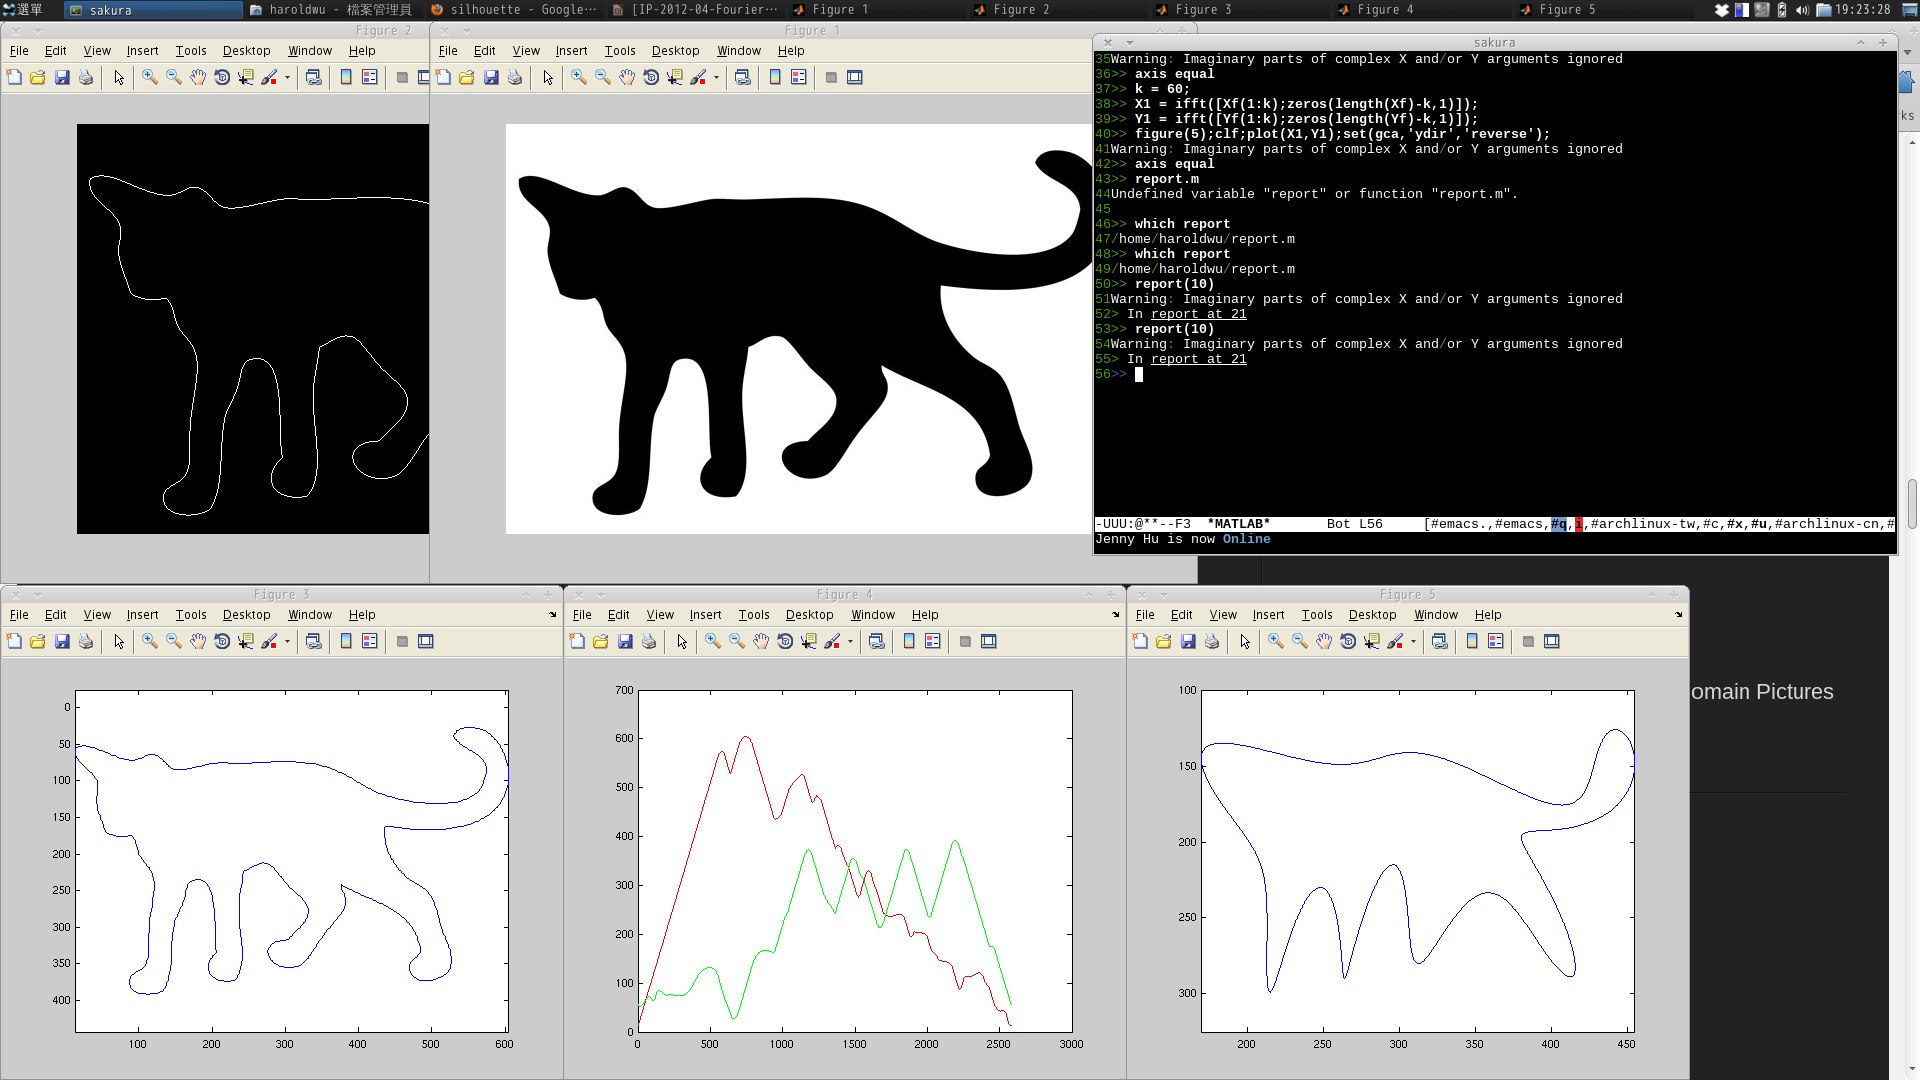 選單 sakura haroldwu - 檔案管理員 silhouette - Google··· [IP-2012-04-Fourier··· Figure 1 Figure 2 Figure 3 Figure 4 Figure 5 19:23:28
Figure 2
File Edit View Insert Tools Desktop Window Help
Figure 1
File Edit View Insert Tools Desktop Window Help
sakura
35Warning: Imaginary parts of complex X and/or Y arguments ignored
36>> axis equal
37>> k = 60;
38>> X1 = ifft([Xf(1:k);zeros(length(Xf)-k,1)]);
39>> Y1 = ifft([Yf(1:k);zeros(length(Yf)-k,1)]);
40>> figure(5);clf;plot(X1,Y1);set(gca,'ydir','reverse');
41Warning: Imaginary parts of complex X and/or Y arguments ignored
42>> axis equal
43>> report.m
44Undefined variable "report" or function "report.m".
45
46>> which report
47/home/haroldwu/report.m
48>> which report
49/home/haroldwu/report.m
50>> report(10)
51Warning: Imaginary parts of complex X and/or Y arguments ignored
52> In report at 21
53>> report(10)
54Warning: Imaginary parts of complex X and/or Y arguments ignored
55> In report at 21
56>>
-UUU:@**--F3 *MATLAB* Bot L56 [#emacs.,#emacs,#q,i,#archlinux-tw,#c,#x,#u,#archlinux-cn,#
Jenny Hu is now Online
ks
Figure 3
File Edit View Insert Tools Desktop Window Help
0
50
100
150
200
250
300
350
400
100 200 300 400 500 600
Figure 4
File Edit View Insert Tools Desktop Window Help
700
600
500
400
300
200
100
0
0 500 1000 1500 2000 2500 3000
Figure 5
File Edit View Insert Tools Desktop Window Help
100
150
200
250
300
200 250 300 350 400 450
omain Pictures